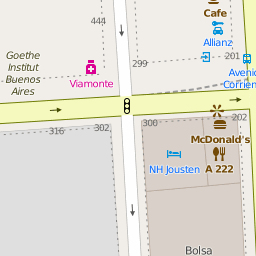 444
Cafe
Allianz
Goethe
Institut
Buenos
Aires
Viamonte
299
201
Avenid
Corrien
316
302
300
202
McDonald's
NH Jousten
A 222
Bolsa